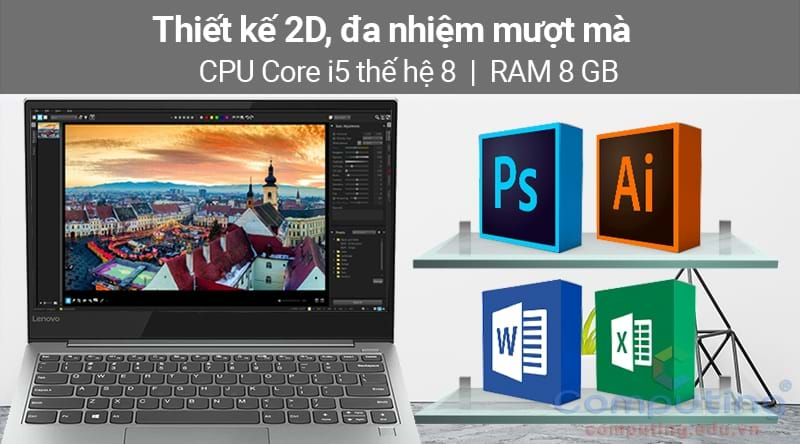 Thiết kế 2D, đa nhiệm mượt mà
CPU Core i5 thế hệ 8 | RAM 8 GB
Ps
Ai
Lenovo
W
X
Computing®
computing.edu.vn